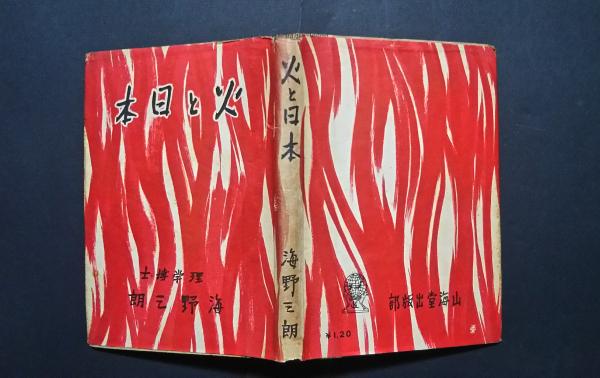 火と日本
理学博士
海野三朗
火と日本
海野三朗
山海堂出版部
¥1.20